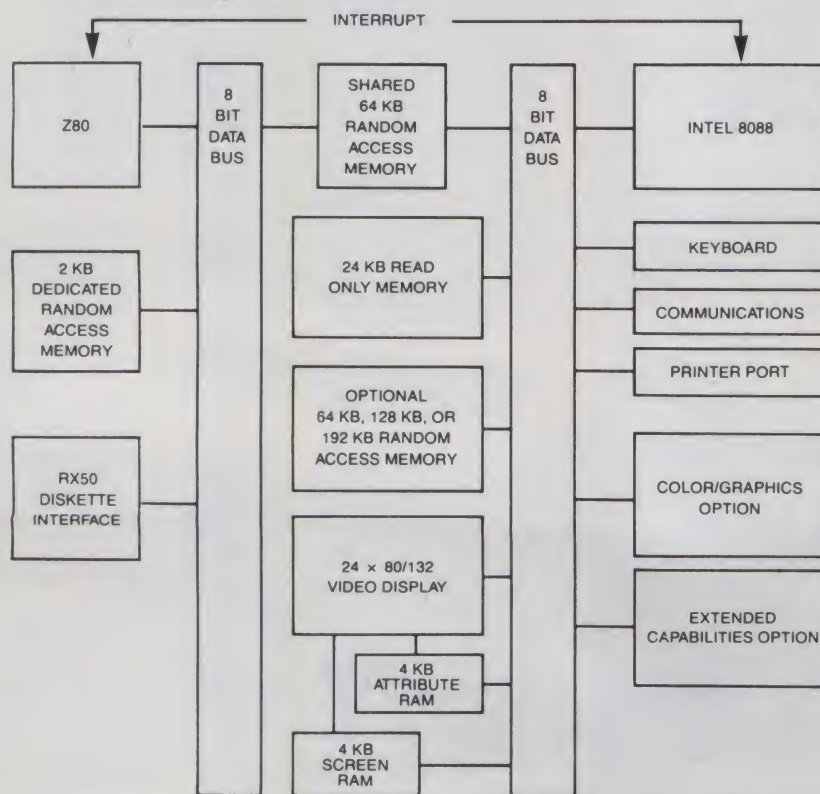 INTERRUPT
Z80
8
BIT
DATA
BUS
SHARED
64 KB
RANDOM
ACCESS
MEMORY
8
BIT
DATA
BUS
INTEL 8088
2 KB
DEDICATED
RANDOM
ACCESS
MEMORY
24 KB READ
ONLY MEMORY
KEYBOARD
COMMUNICATIONS
PRINTER PORT
OPTIONAL
64 KB, 128 KB, OR
192 KB RANDOM
ACCESS MEMORY
RX50
DISKETTE
INTERFACE
COLOR/GRAPHICS
OPTION
24 × 80/132
VIDEO DISPLAY
EXTENDED
CAPABILITIES OPTION
4 KB
ATTRIBUTE
RAM
4 KB
SCREEN
RAM